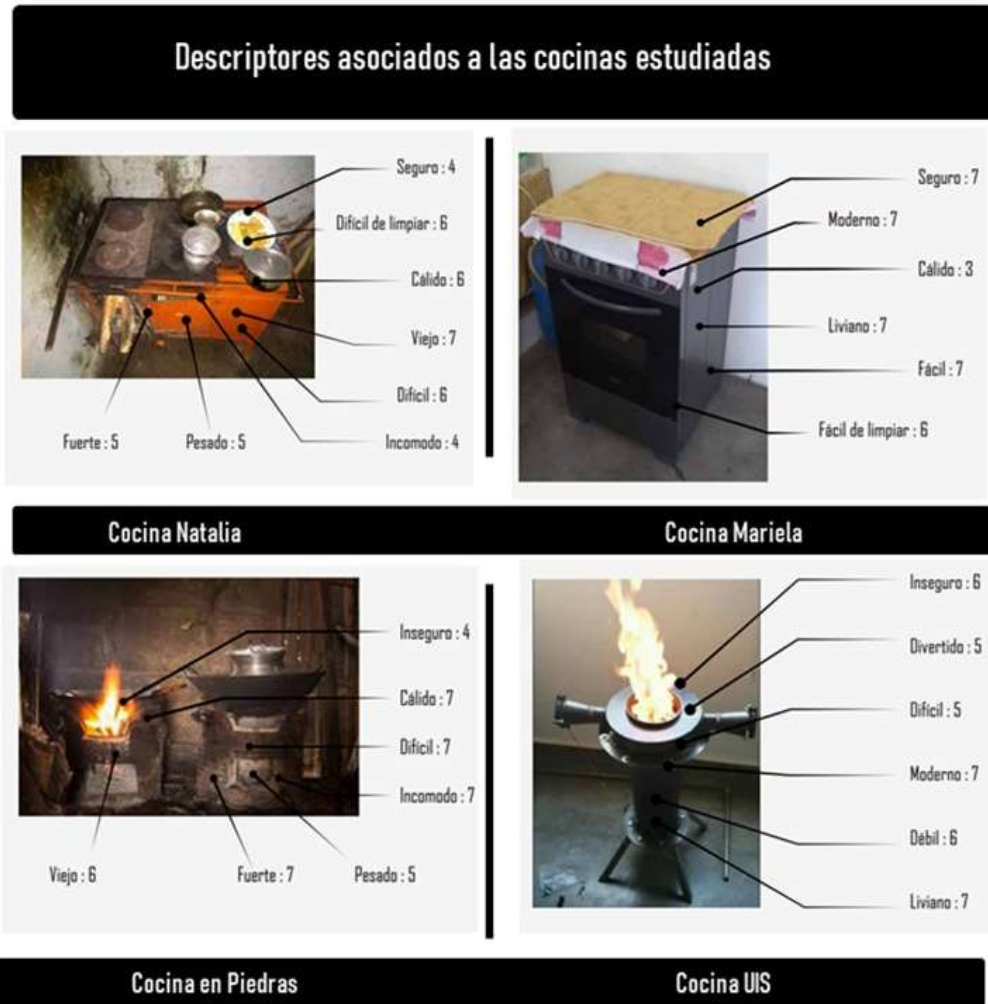 Descriptores asociados a las cocinas estudiadas
Seguro : 4
Difícil de limpiar : 6
Cálido : 6
Viejo : 7
Difícil : 6
Fuerte : 5
Pesado : 5
Incomodo : 4
Seguro : 7
Moderno : 7
Cálido : 3
Liviano : 7
Fácil : 7
Fácil de limpiar : 6
Cocina Natalia
Cocina Mariela
Inseguro : 4
Cálido : 7
Difícil : 7
Incomodo : 7
Viejo : 6
Fuerte : 7
Pesado : 5
Inseguro : 6
Divertido : 5
Difícil : 5
Moderno : 7
Débil : 6
Liviano : 7
Cocina en Piedras
Cocina UIS